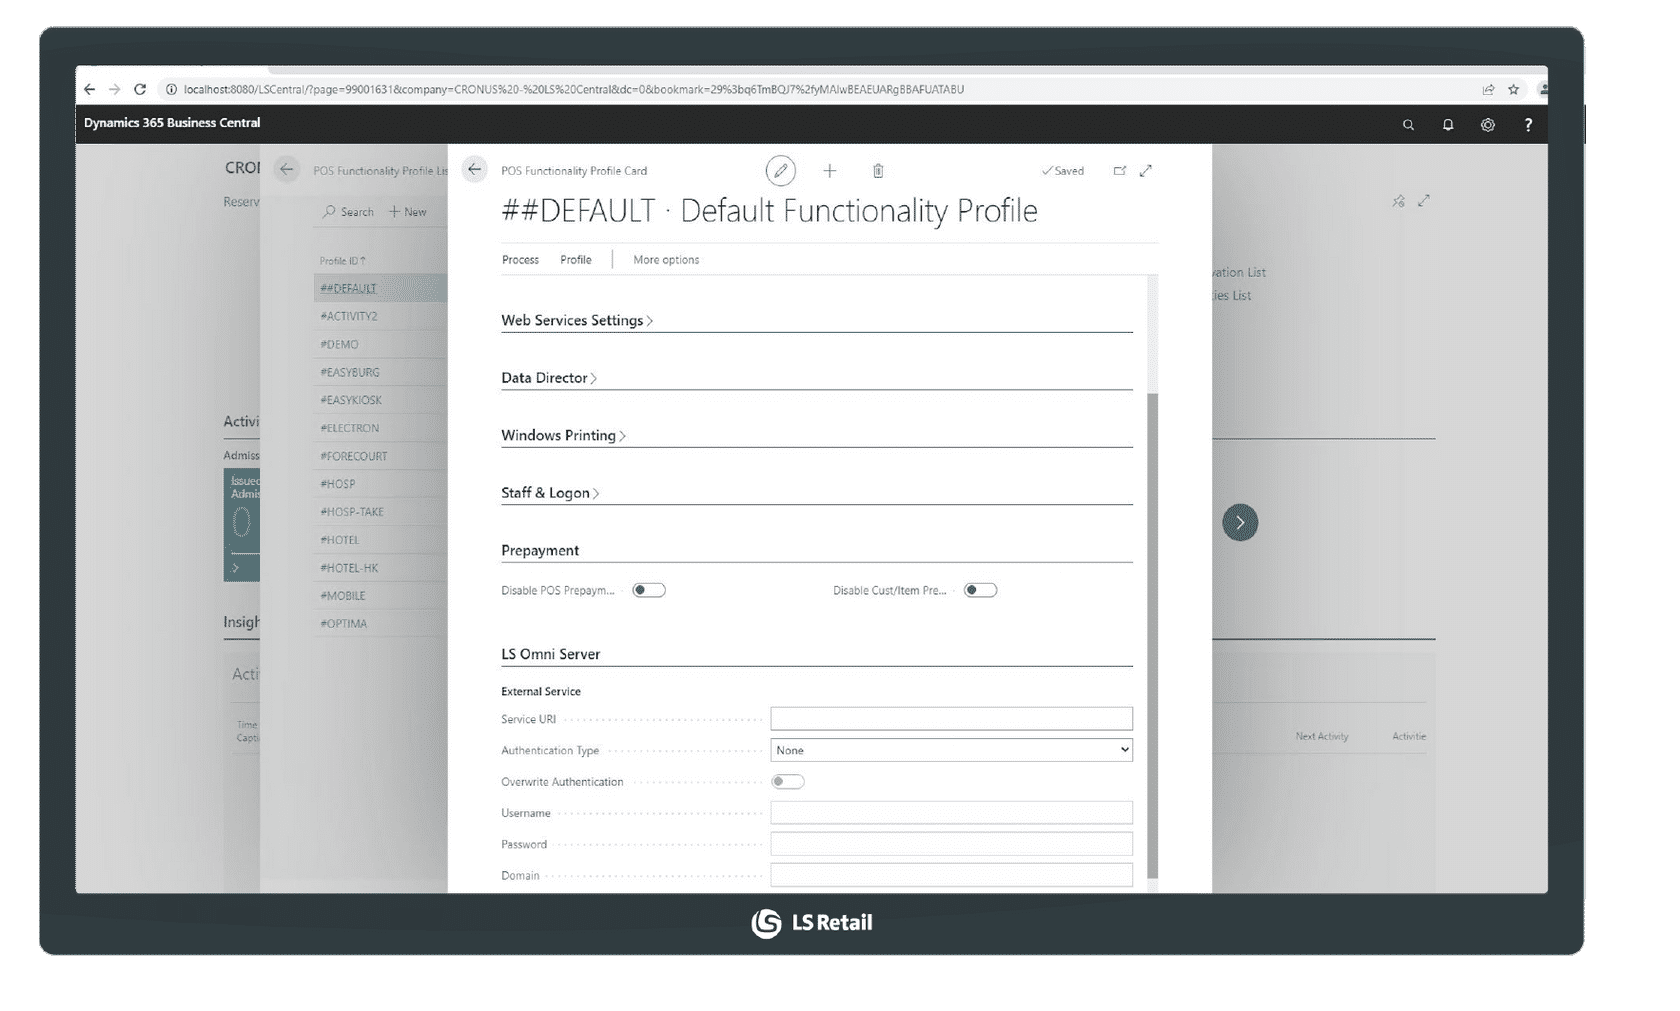 localhost:8080/LSCentral/?page=99001631&company=CRONUS%20-%20LS%20Central&dc=0&bookmark=29%3bq6TmBQJ7%2fyMAIwBEAEUARgBBAFUATABU
Dynamics 365 Business Central
?
CRO
Reserv
Activi
Admiss
Issued
Admis
0
Insigh
Acti
Time
Capti
POS Functionality Profile Lis
Search
+ New
Profile ID ↑
##DEFAULT
#ACTIVITY2
#DEMO
#EASYBURG
#EASYKIOSK
#ELECTRON
#FORECOURT
#HOSP
#HOSP-TAKE
#HOTEL
#HOTEL-HK
#MOBILE
#OPTIMA
POS Functionality Profile Card
✓ Saved
##DEFAULT · Default Functionality Profile
Process Profile | More options
Web Services Settings >
Data Director >
Windows Printing >
Staff & Logon >
Prepayment
Disable POS Prepaym... Disable Cust/Item Pre...
LS Omni Server
External Service
Service URI
Authentication Type None
Overwrite Authentication
Username
Password
Domain
vation List
ies List
Next Activity Activitie
LS Retail